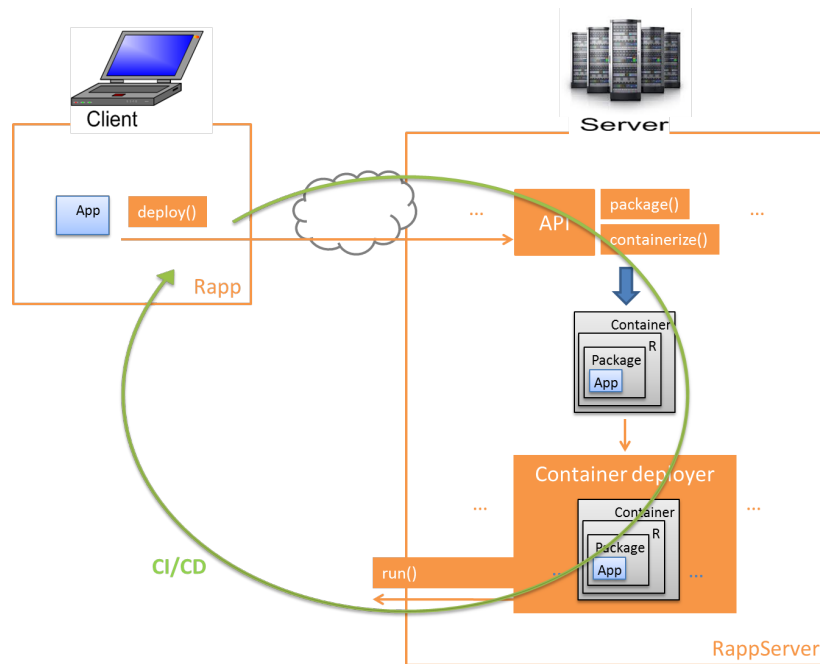 Client
Server
App
deploy()
...
API
package()
containerize()
...
Rapp
Container
R
Package
App
Container deployer
...
Container
R
Package
App
...
...
...
CI/CD
run()
RappServer